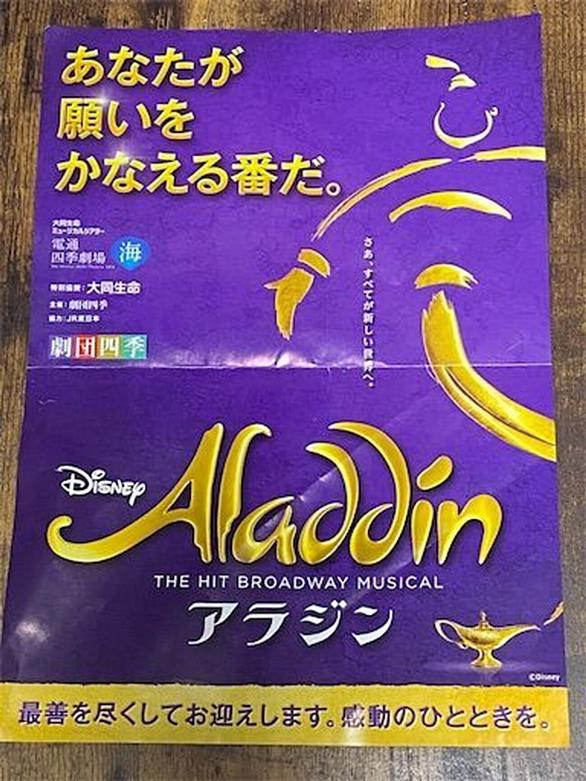 あなたが
願いを
かなえる番だ。
大同生命
ミュージカルシアター
電通
四季劇場
海
特別協賛：大同生命
主催：劇団四季
協力：JR東日本
劇団四季
さあ、すべてが新しい世界へ。
Disney
Aladdin
THE HIT BROADWAY MUSICAL
アラジン
©Disney
最善を尽くしてお迎えします。感動のひとときを。